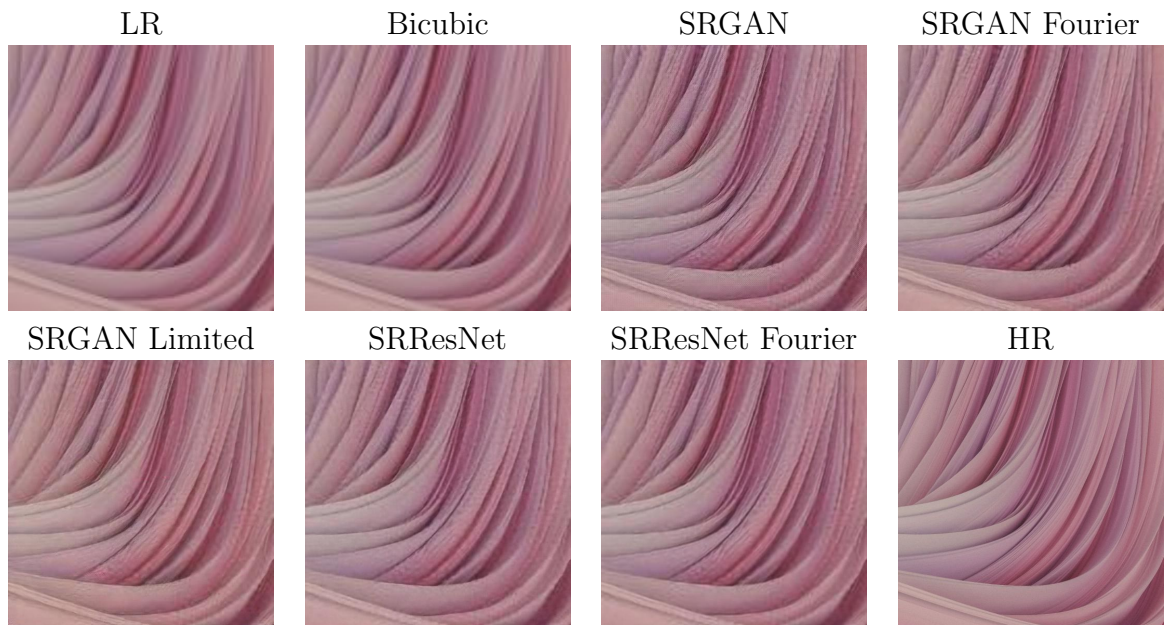 LR
Bicubic
SRGAN
SRGAN Fourier
SRGAN Limited
SRResNet
SRResNet Fourier
HR